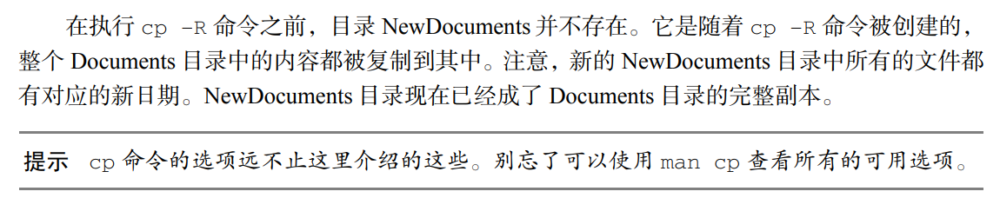 在执行 cp -R 命令之前，目录 NewDocuments 并不存在。它是随着 cp -R 命令被创建的，
整个 Documents 目录中的内容都被复制到其中。注意，新的 NewDocuments 目录中所有的文件都
有对应的新日期。NewDocuments 目录现在已经成了 Documents 目录的完整副本。
提示 cp 命令的选项远不止这里介绍的这些。别忘了可以使用 man cp 查看所有的可用选项。